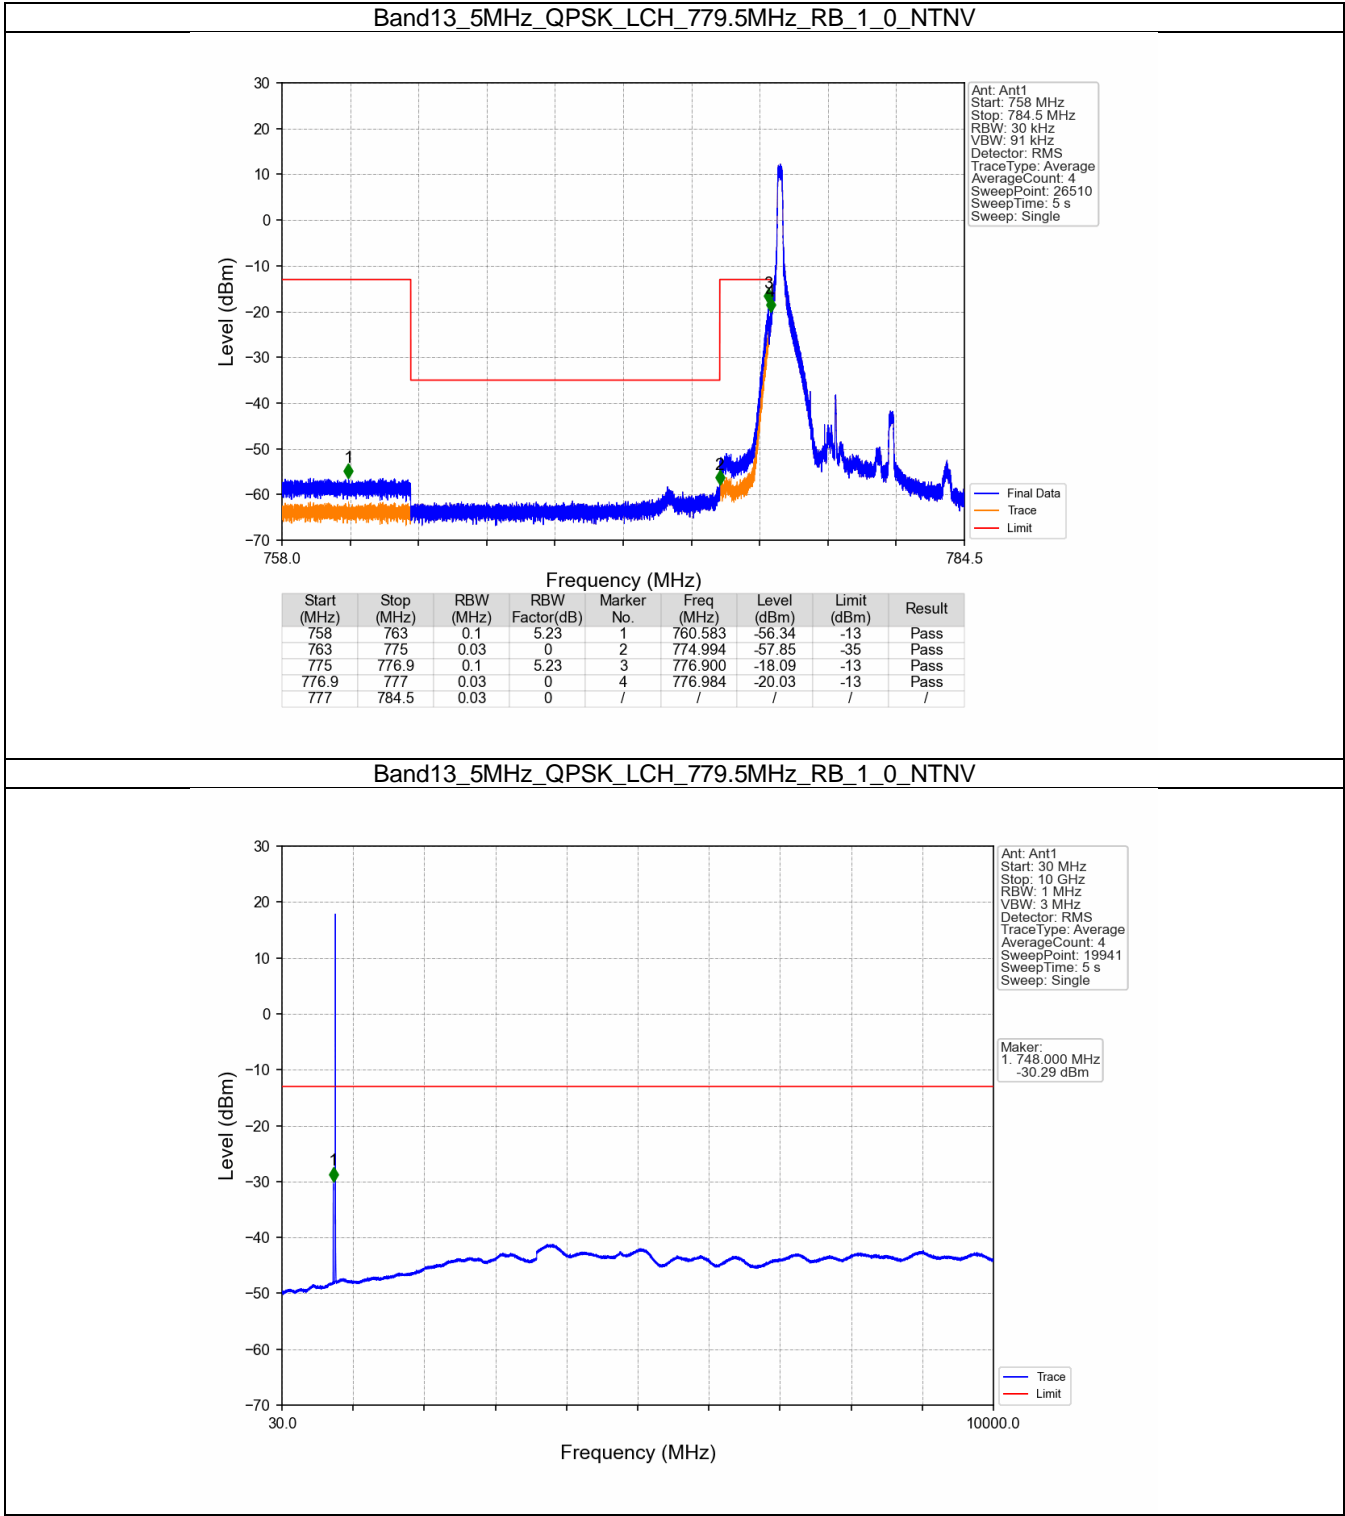 Band13_5MHz_QPSK_LCH_779.5MHz_RB_1_0_NTNV
Ant: Ant1
Start: 758 MHz
Stop: 784.5 MHz
RBW: 30 kHz
VBW: 91 kHz
Detector: RMS
TraceType: Average
AverageCount: 4
SweepPoint: 26510
SweepTime: 5 s
Sweep: Single
30
20
10
0
−10
−20
−30
−40
−50
−60
−70
Level (dBm)
1
2
3
Final Data
Trace
Limit
758.0 784.5
Frequency (MHz)
Start (MHz) Stop (MHz) RBW (MHz) RBW Factor(dB) Marker No. Freq (MHz) Level (dBm) Limit (dBm) Result
758 763 0.1 5.23 1 760.583 -56.34 -13 Pass
763 775 0.03 0 2 774.994 -57.85 -35 Pass
775 776.9 0.1 5.23 3 776.900 -18.09 -13 Pass
776.9 777 0.03 0 4 776.984 -20.03 -13 Pass
777 784.5 0.03 0 / / / / /
Band13_5MHz_QPSK_LCH_779.5MHz_RB_1_0_NTNV
Ant: Ant1
Start: 30 MHz
Stop: 10 GHz
RBW: 1 MHz
VBW: 3 MHz
Detector: RMS
TraceType: Average
AverageCount: 4
SweepPoint: 19941
SweepTime: 5 s
Sweep: Single
Maker:
1. 748.000 MHz
-30.29 dBm
30
20
10
0
−10
−20
−30
−40
−50
−60
−70
Level (dBm)
1
Trace
Limit
30.0 10000.0
Frequency (MHz)